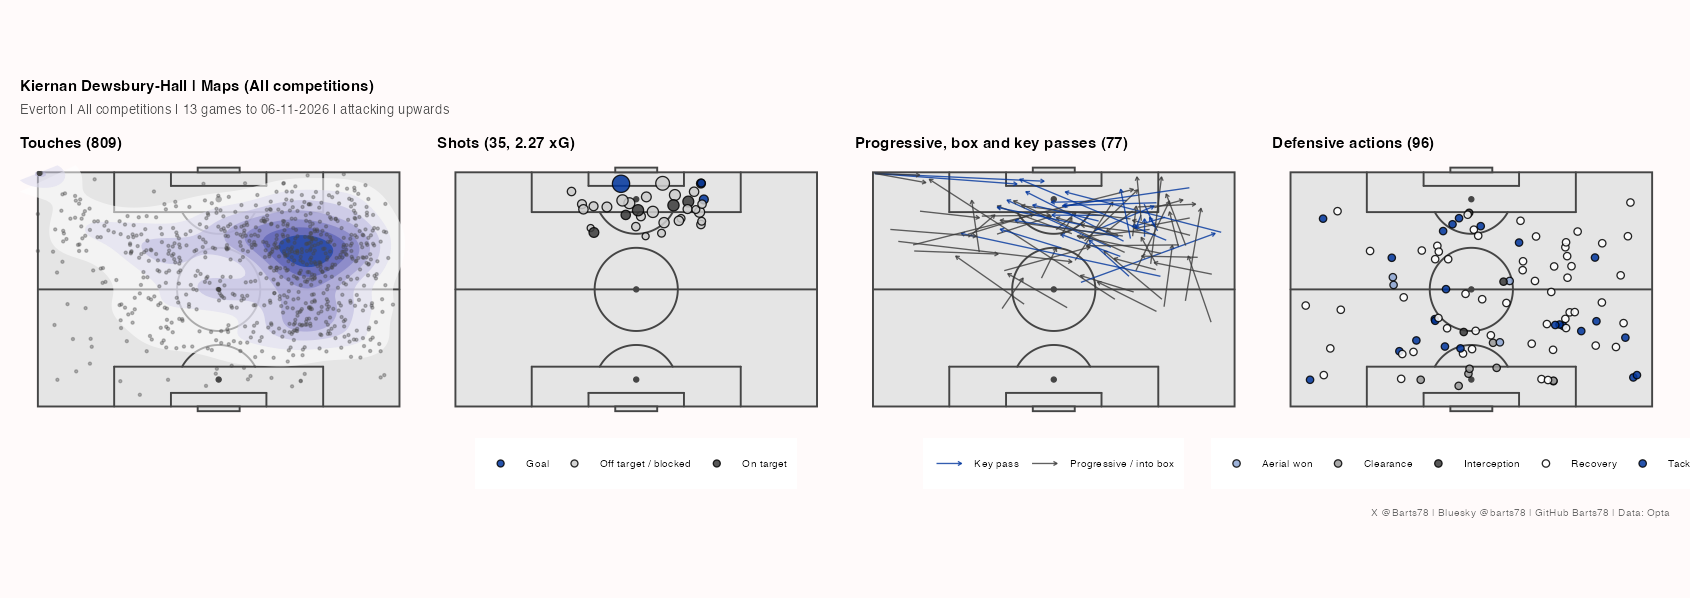 Kiernan Dewsbury-Hall | Maps (All competitions)
Everton | All competitions | 13 games to 06-11-2026 | attacking upwards
Touches (809)
Shots (35, 2.27 xG)
Progressive, box and key passes (77)
Defensive actions (96)
Goal
Off target / blocked
On target
Key pass
Progressive / into box
Aerial won
Clearance
Interception
Recovery
Tack
X @Barts78 | Bluesky @barts78 | GitHub Barts78 | Data: Opta